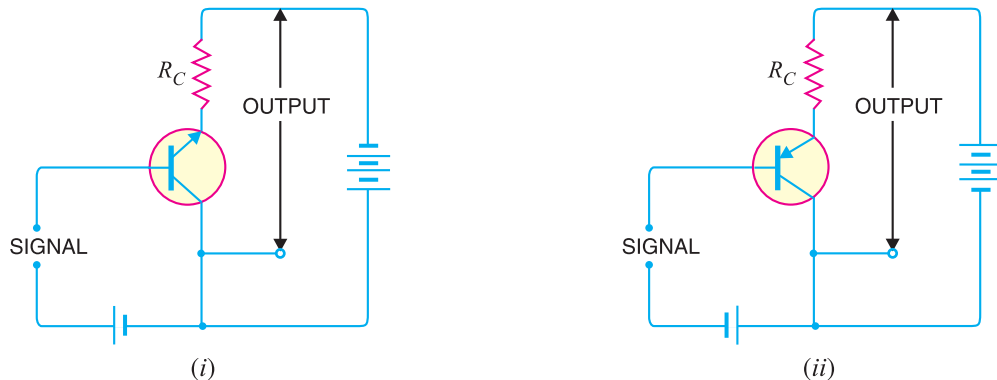 R_C
OUTPUT
SIGNAL
(i)
R_C
OUTPUT
SIGNAL
(ii)